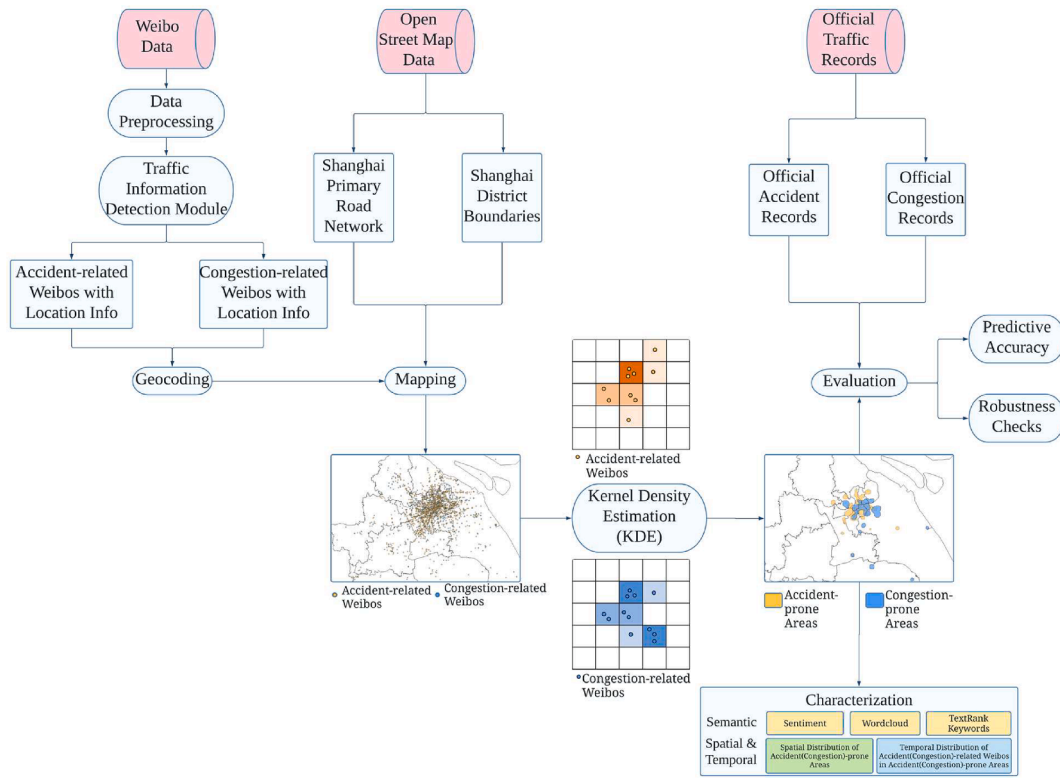 Weibo
Data
Open
Street Map
Data
Official
Traffic
Records
Data
Preprocessing
Traffic
Information
Detection Module
Shanghai
Primary
Road
Network
Shanghai
District
Boundaries
Official
Accident
Records
Official
Congestion
Records
Accident-related
Weibos with
Location Info
Congestion-related
Weibos with
Location Info
Geocoding
Mapping
Evaluation
Predictive
Accuracy
Robustness
Checks
Accident-related
Weibos
Kernel Density
Estimation
(KDE)
Accident-related
Weibos
Congestion-related
Weibos
Congestion-related
Weibos
Accident-
prone
Areas
Congestion-
prone
Areas
Characterization
Semantic
Sentiment
Wordcloud
TextRank
Keywords
Spatial &
Temporal
Spatial Distribution of
Accident(Congestion)-prone
Areas
Temporal Distribution of
Accident(Congestion)-related Weibos
in Accident(Congestion)-prone Areas